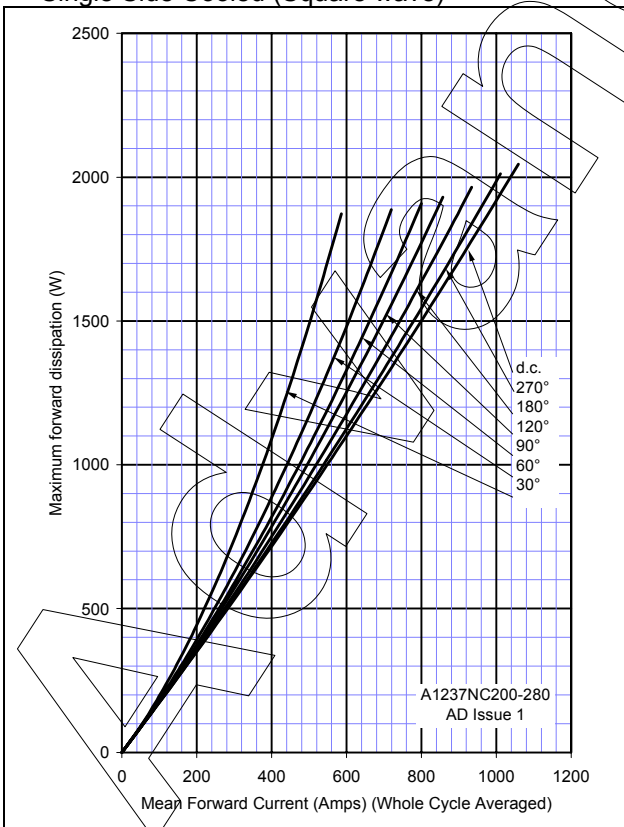 Single Side Cooled (Square wave)
2500
2000
1500
1000
500
0
Maximum forward dissipation (W)
d.c.
270°
180°
120°
90°
60°
30°
A1237NC200-280
AD Issue 1
0 200 400 600 800 1000 1200
Mean Forward Current (Amps) (Whole Cycle Averaged)